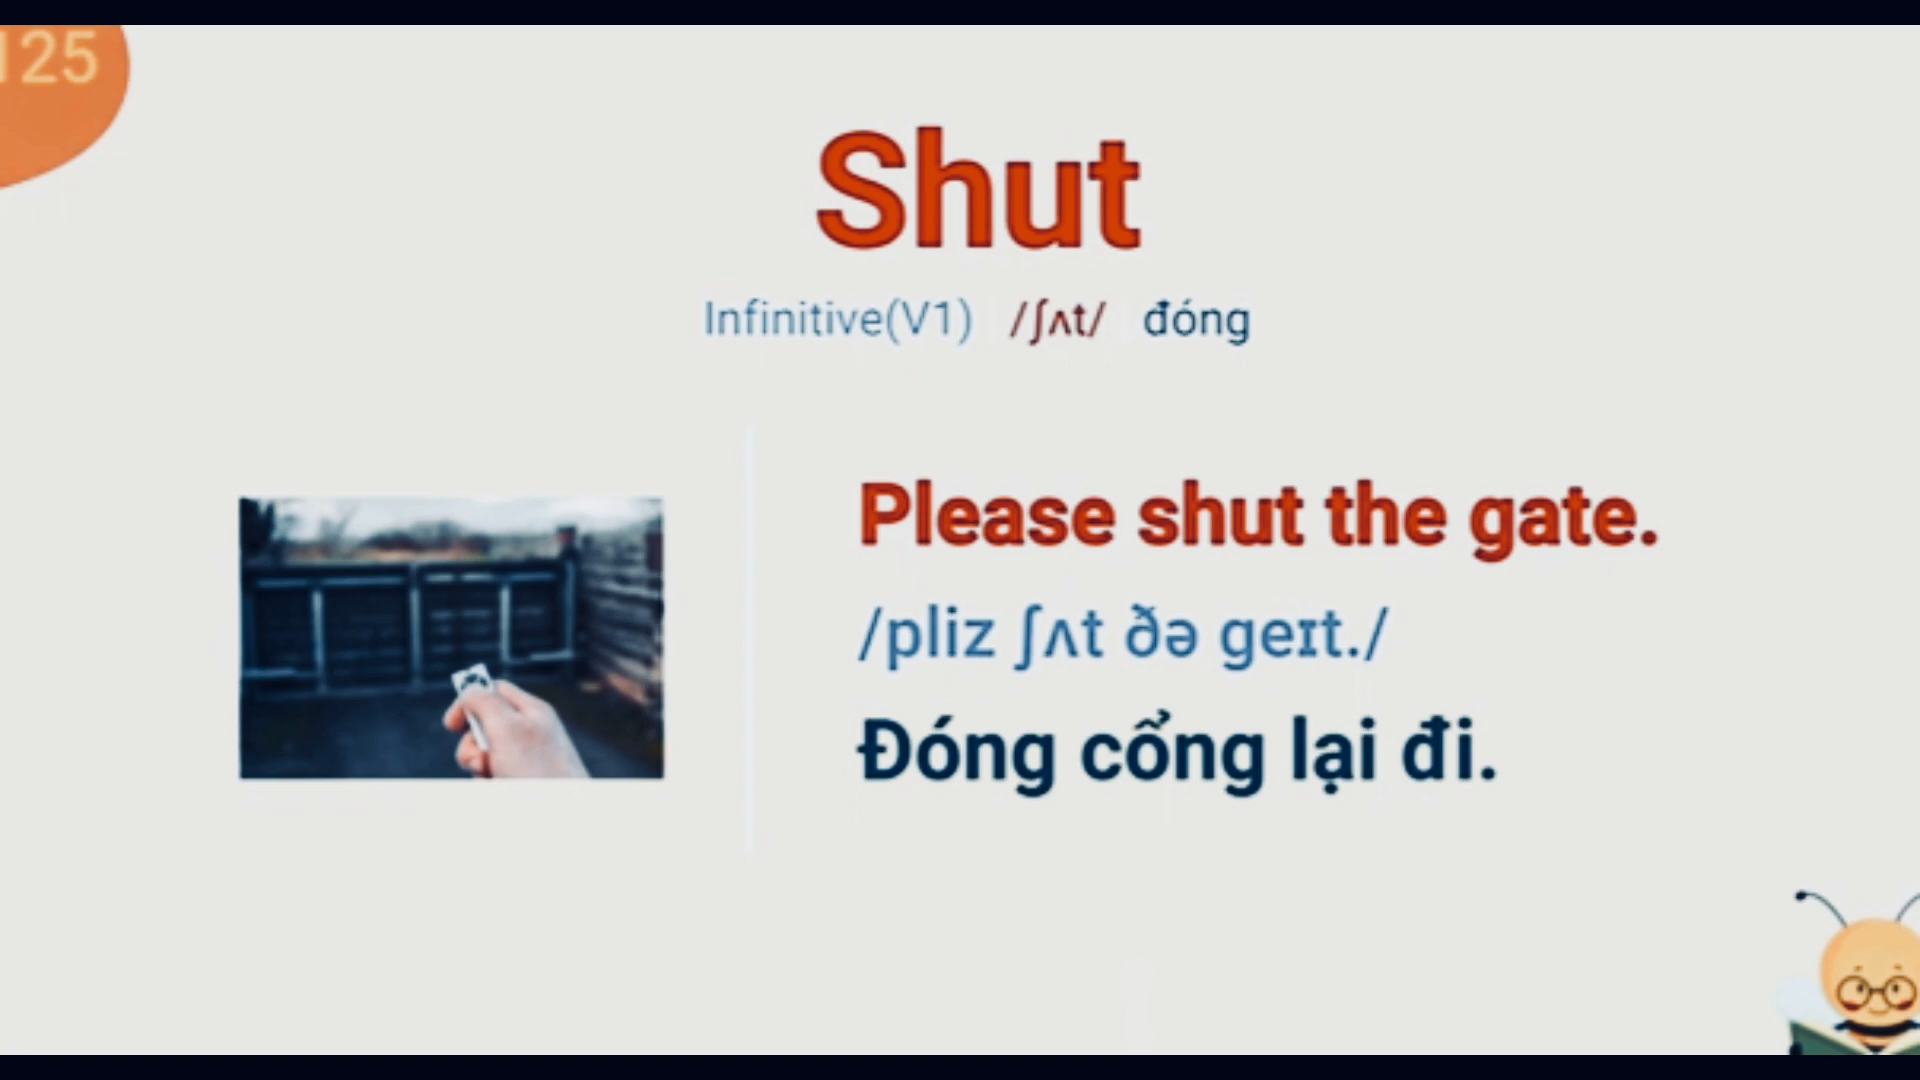 125
Shut
Infinitive(V1) /ʃʌt/ đóng
Please shut the gate.
/pliz ʃʌt ðə geɪt./
Đóng cổng lại đi.